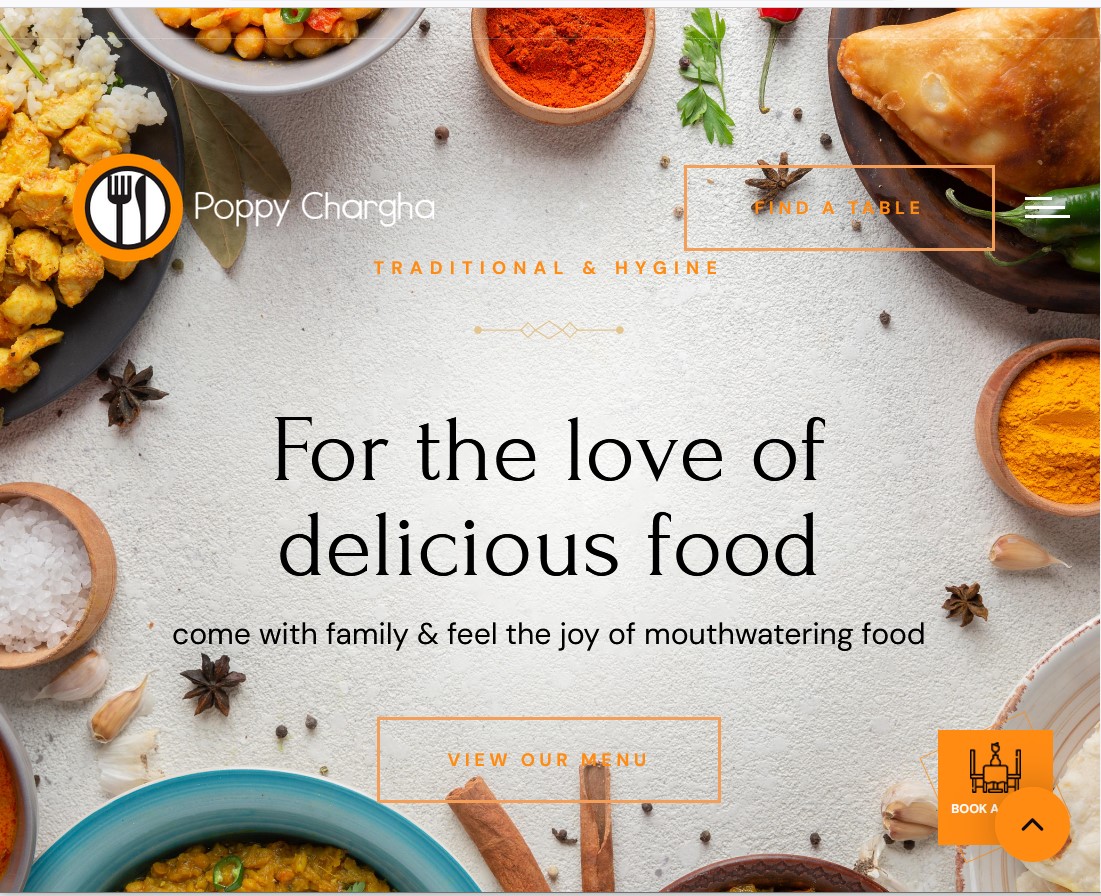 Poppy Chargha
FIND A TABLE
TRADITIONAL & HYGINE
For the love of
delicious food
come with family & feel the joy of mouthwatering food
VIEW OUR MENU
BOOK A